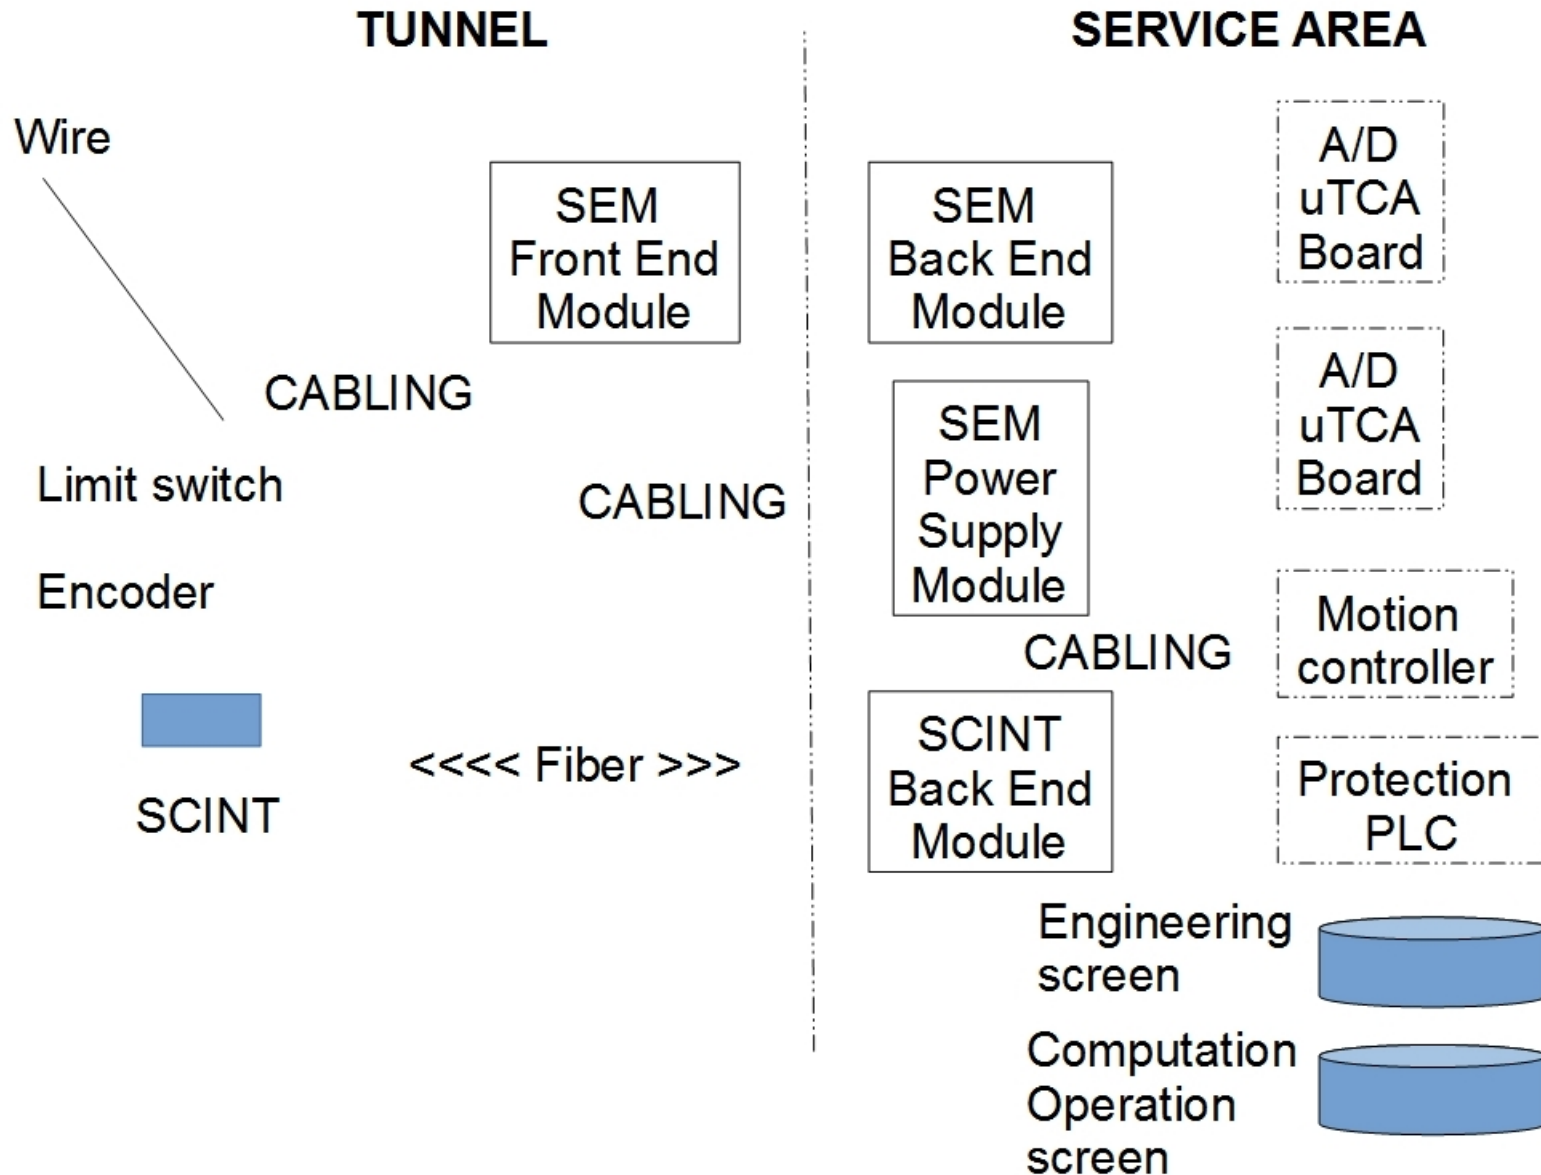 TUNNEL
SERVICE AREA
Wire
SEM
Front End
Module
CABLING
Limit switch
CABLING
Encoder
SCINT
<<<< Fiber >>>
SEM
Back End
Module
SEM
Power
Supply
Module
CABLING
SCINT
Back End
Module
A/D
uTCA
Board
A/D
uTCA
Board
Motion
controller
Protection
PLC
Engineering
screen
Computation
Operation
screen